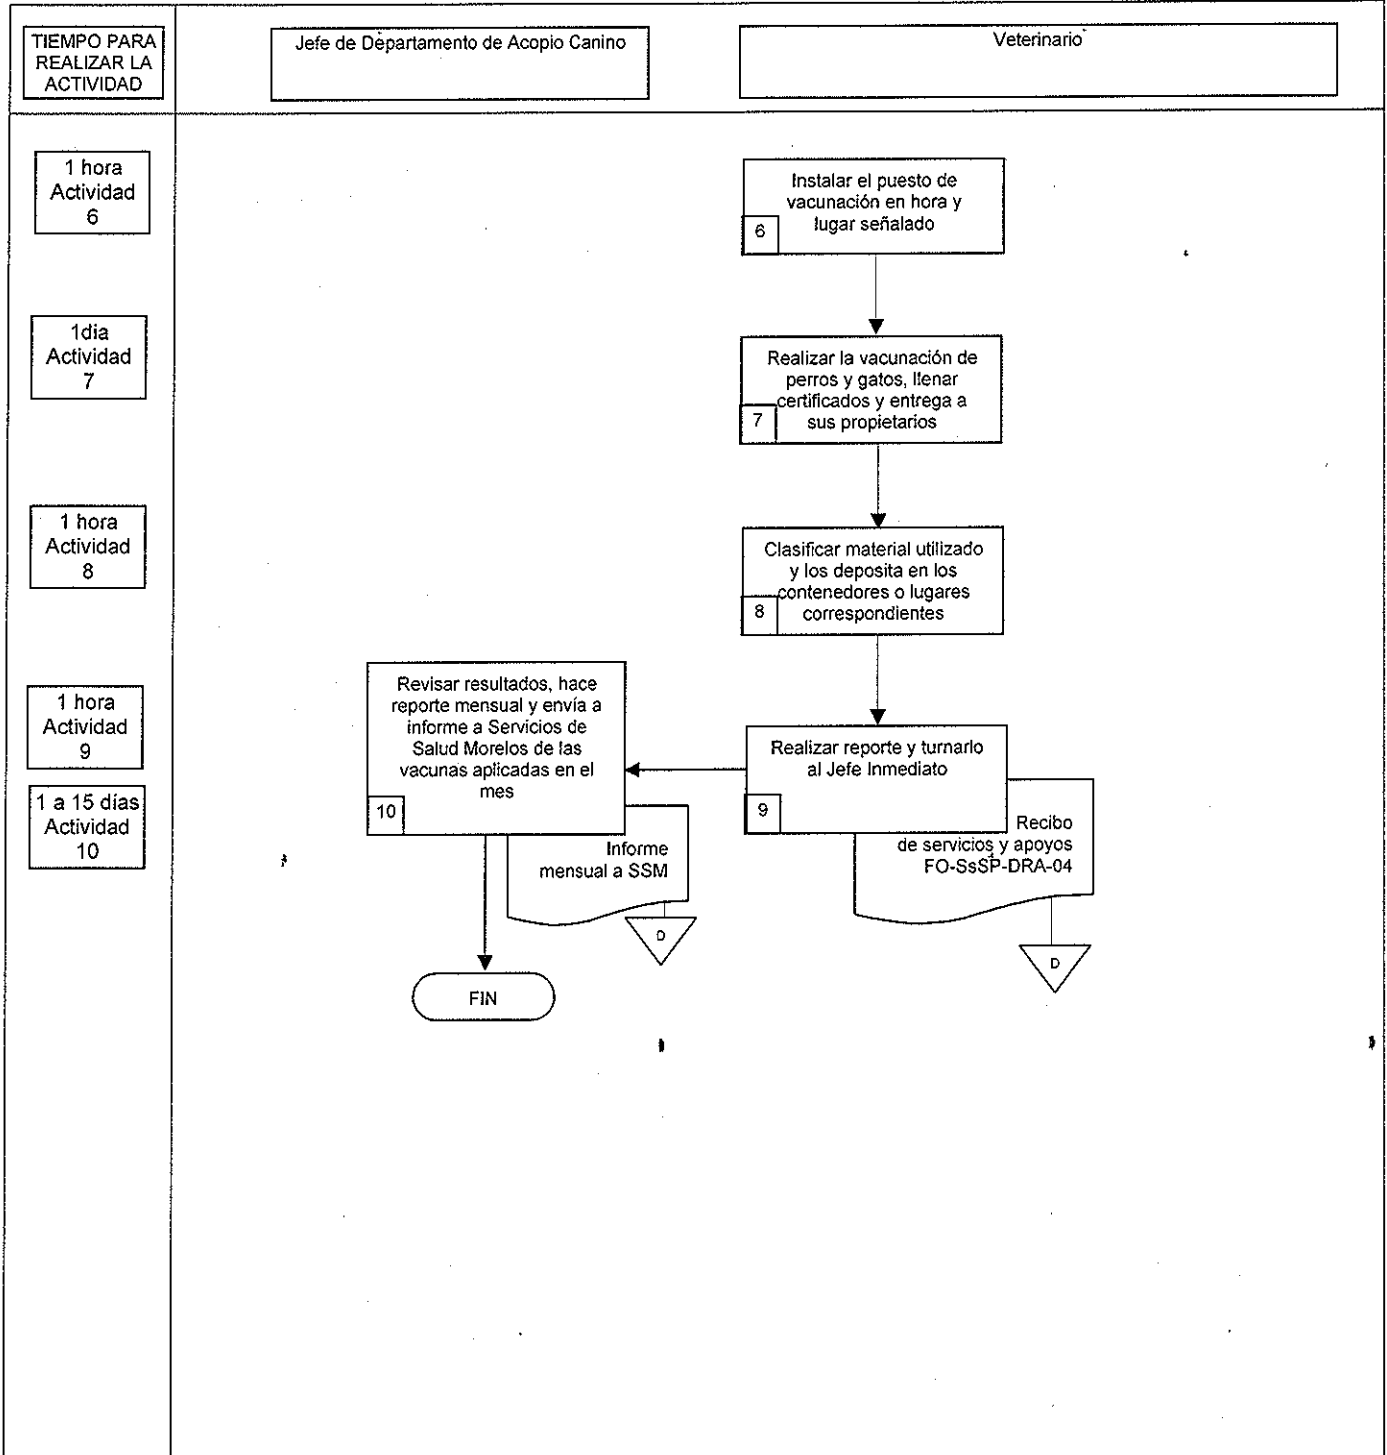 TIEMPO PARA
REALIZAR LA
ACTIVIDAD
Jefe de Departamento de Acopio Canino
Veterinario
1 hora
Actividad
6
Instalar el puesto de
vacunación en hora y
lugar señalado
6
1dia
Actividad
7
Realizar la vacunación de
perros y gatos, llenar
certificados y entrega a
sus propietarios
7
1 hora
Actividad
8
Clasificar material utilizado
y los deposita en los
contenedores o lugares
correspondientes
8
1 hora
Actividad
9
Realizar reporte y turnarlo
al Jefe Inmediato
9
Recibo
de servicios y apoyos
FO-SsSP-DRA-04
D
1 a 15 días
Actividad
10
Revisar resultados, hace
reporte mensual y envía a
informe a Servicios de
Salud Morelos de las
vacunas aplicadas en el
mes
10
Informe
mensual a SSM
D
FIN